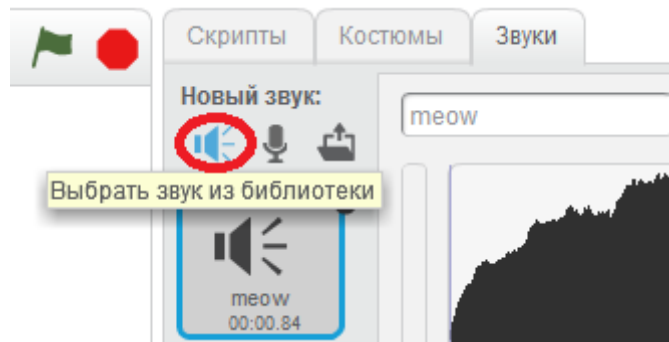 Скрипты Костюмы Звуки
Новый звук:
meow
Выбрать звук из библиотеки
meow
00:00.84